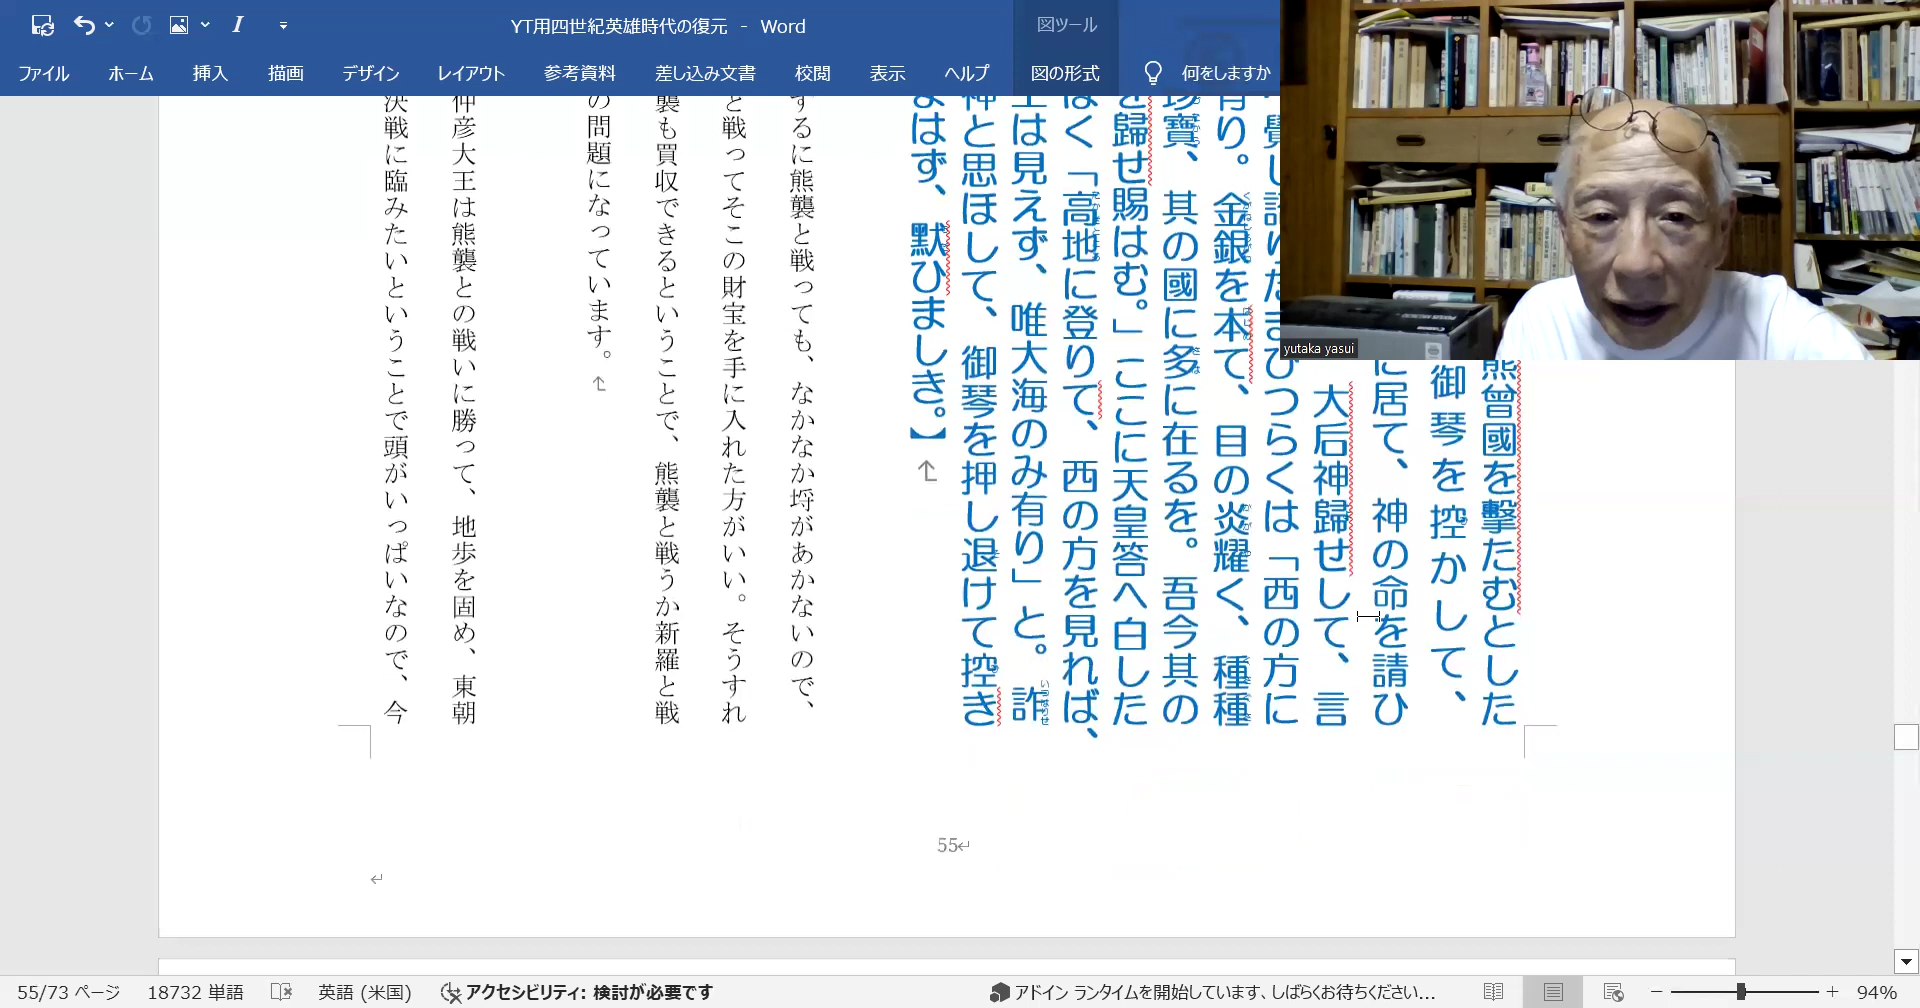 YT用四世紀英雄時代の復元 - Word
図ツール
ファイル ホーム 挿入 描画 デザイン レイアウト 参考資料 差し込み文書 校閲 表示 ヘルプ 図の形式 何をしますか
yutaka yasui
熊曾國を擊たむとした
御琴を控かして、
に居て、神の命を請ひ
大后神歸せして、言
覺し詔りたまひつらくは「西の方に
有り。金銀を本て、目の炎耀く、種種
珍寶、其の國に多に在るを。吾今其の
を歸せ賜はむ。」ここに天皇答へ白した
はく「高地に登りて、西の方を見れば、
土は見えず、唯大海のみ有り」と。許
神と思ほして、御琴を押し退けて控き
まはず、默ひましき。】
するに熊襲と戦っても、なかなか埒があかないので、
と戦ってそこの財宝を手に入れた方がいい。そうすれ
襲も買収できるということで、熊襲と戦うか新羅と戦
の問題になっています。
仲彦大王は熊襲との戦いに勝って、地歩を固め、東朝
決戦に臨みたいということで頭がいっぱいなので、今
55
55/73 ページ 18732 単語 英語 (米国) アクセシビリティ: 検討が必要です アドイン ランタイムを開始しています、しばらくお待ちください... 94%